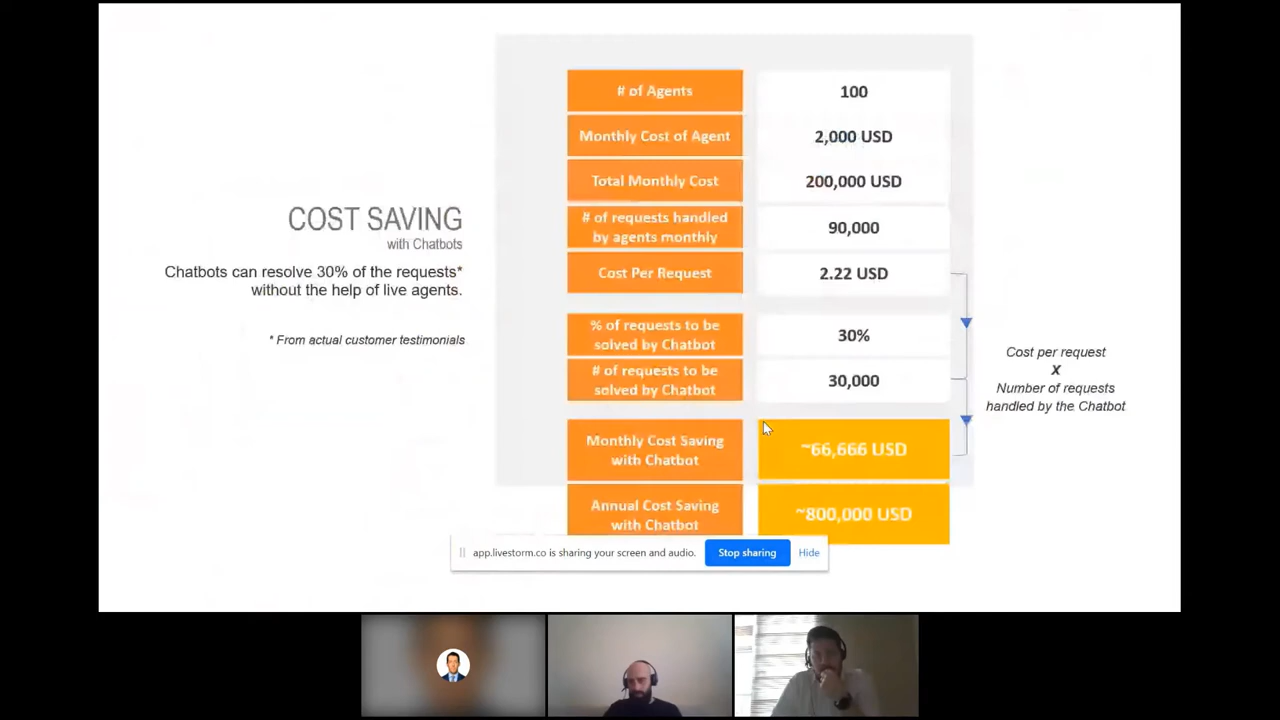 COST SAVING
with Chatbots
Chatbots can resolve 30% of the requests*
without the help of live agents.
* From actual customer testimonials
# of Agents
100
Monthly Cost of Agent
2,000 USD
Total Monthly Cost
200,000 USD
# of requests handled
by agents monthly
90,000
Cost Per Request
2.22 USD
% of requests to be
solved by Chatbot
30%
# of requests to be
solved by Chatbot
30,000
Monthly Cost Saving
with Chatbot
~66,666 USD
Annual Cost Saving
with Chatbot
~800,000 USD
Cost per request
X
Number of requests
handled by the Chatbot
app.livestorm.co is sharing your screen and audio.
Stop sharing
Hide